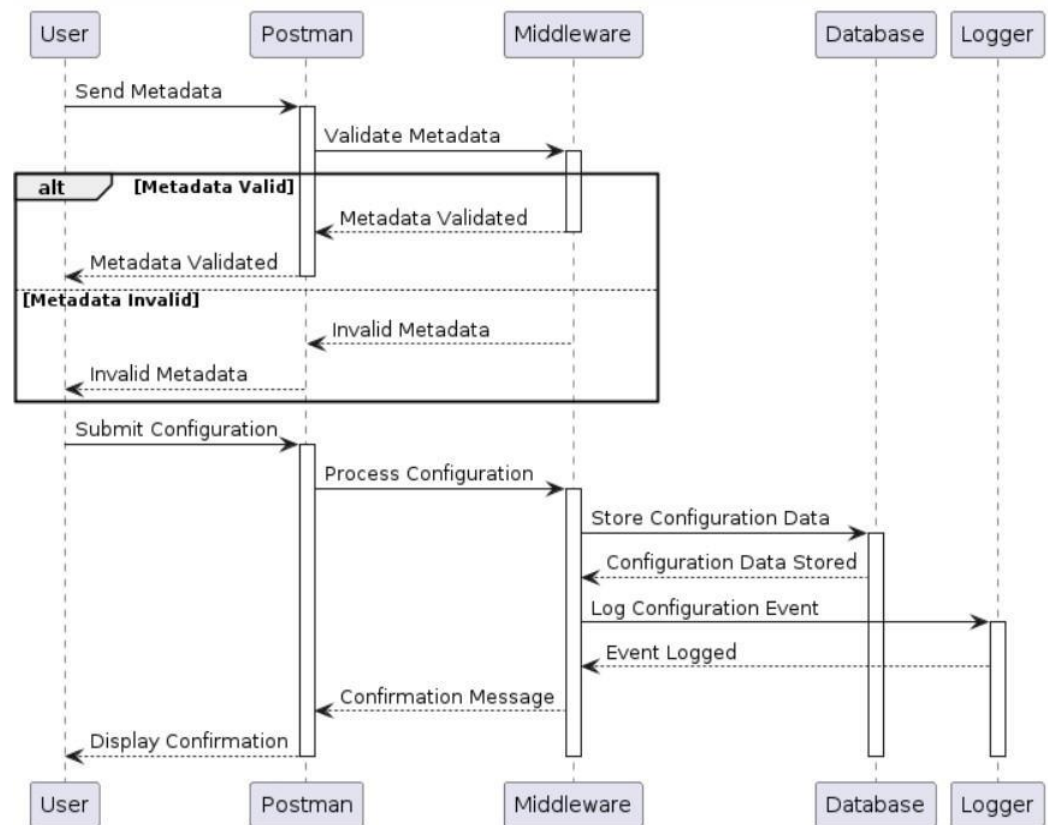 User Postman Middleware Database Logger
Send Metadata
Validate Metadata
alt [Metadata Valid]
Metadata Validated
Metadata Validated
[Metadata Invalid]
Invalid Metadata
Invalid Metadata
Submit Configuration
Process Configuration
Store Configuration Data
Configuration Data Stored
Log Configuration Event
Event Logged
Confirmation Message
Display Confirmation
User Postman Middleware Database Logger